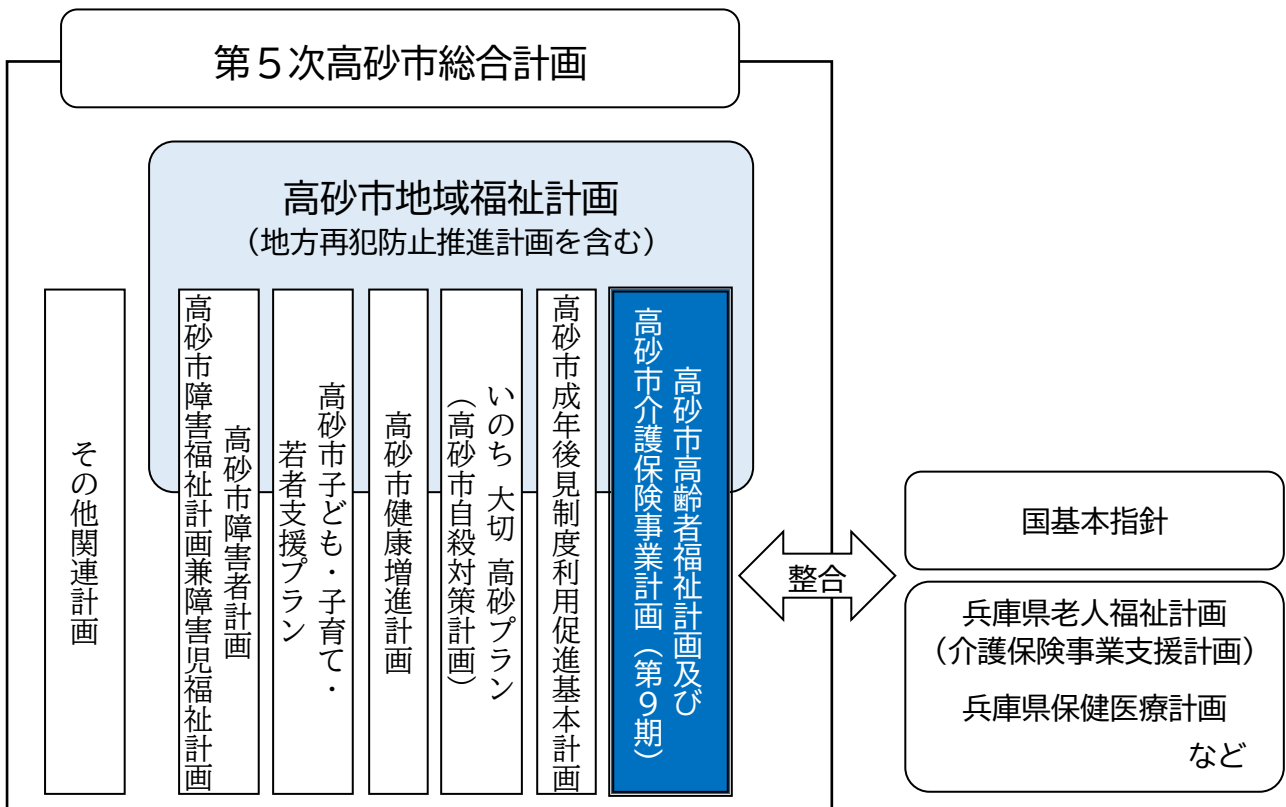 第５次高砂市総合計画
高砂市地域福祉計画
（地方再犯防止推進計画を含む）
その他関連計画
高砂市障害者計画
高砂市障害福祉計画兼障害児福祉計画
高砂市子ども・子育て・
若者支援プラン
高砂市健康増進計画
いのち 大切 高砂プラン
（高砂市自殺対策計画）
高砂市成年後見制度利用促進基本計画
高砂市高齢者福祉計画及び
高砂市介護保険事業計画（第９期）
整合
国基本指針
兵庫県老人福祉計画
（介護保険事業支援計画）
兵庫県保健医療計画
など